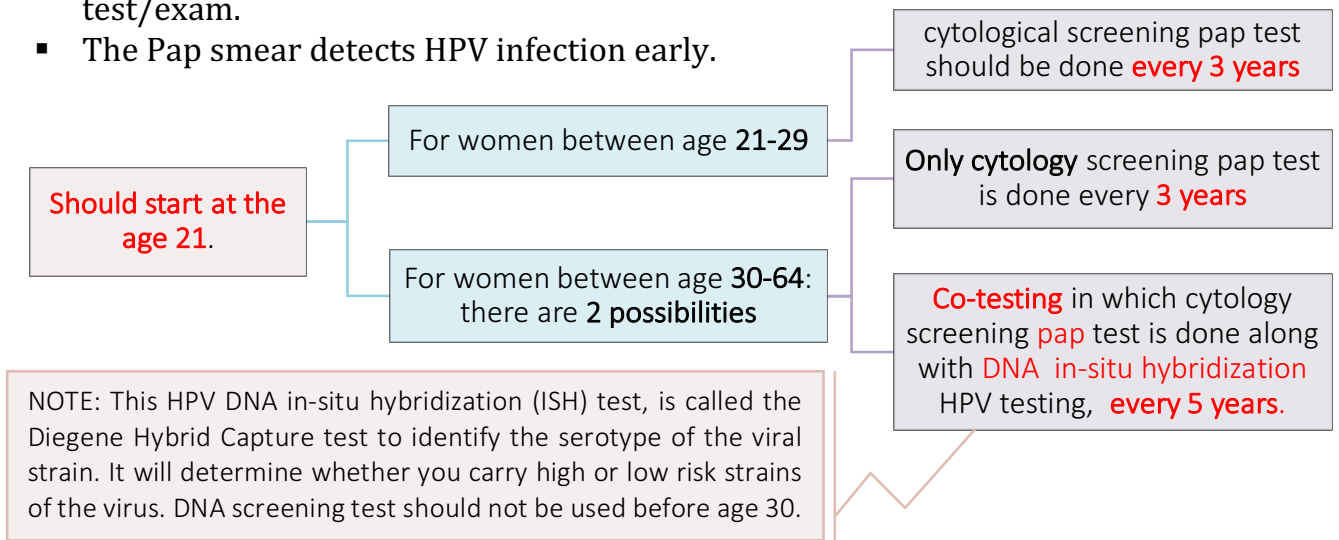 test/exam.
▪ The Pap smear detects HPV infection early.
cytological screening pap test
should be done every 3 years
For women between age 21-29
Only cytology screening pap test
is done every 3 years
Should start at the
age 21.
For women between age 30-64:
there are 2 possibilities
Co-testing in which cytology
screening pap test is done along
with DNA in-situ hybridization
HPV testing, every 5 years.
NOTE: This HPV DNA in-situ hybridization (ISH) test, is called the
Diegene Hybrid Capture test to identify the serotype of the viral
strain. It will determine whether you carry high or low risk strains
of the virus. DNA screening test should not be used before age 30.